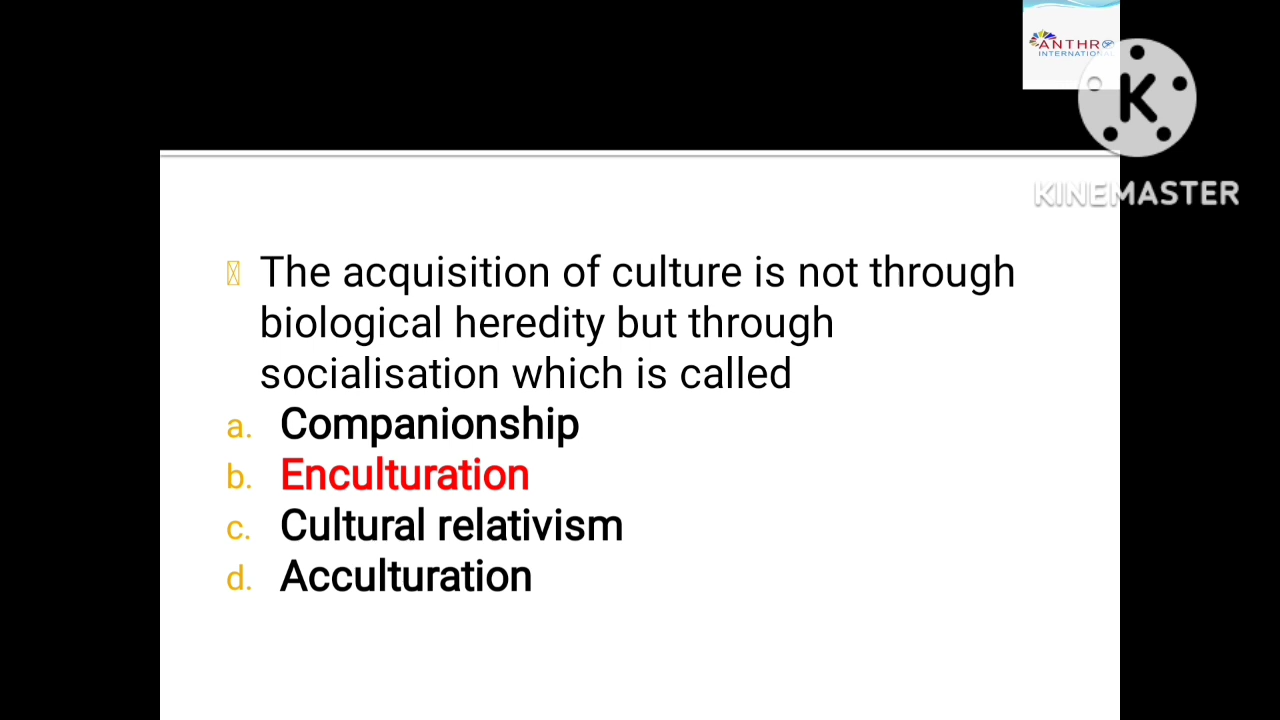 ANTHRO
INTERNATIONAL
K
KINEMASTER
The acquisition of culture is not through
biological heredity but through
socialisation which is called
a. Companionship
b. Enculturation
c. Cultural relativism
d. Acculturation